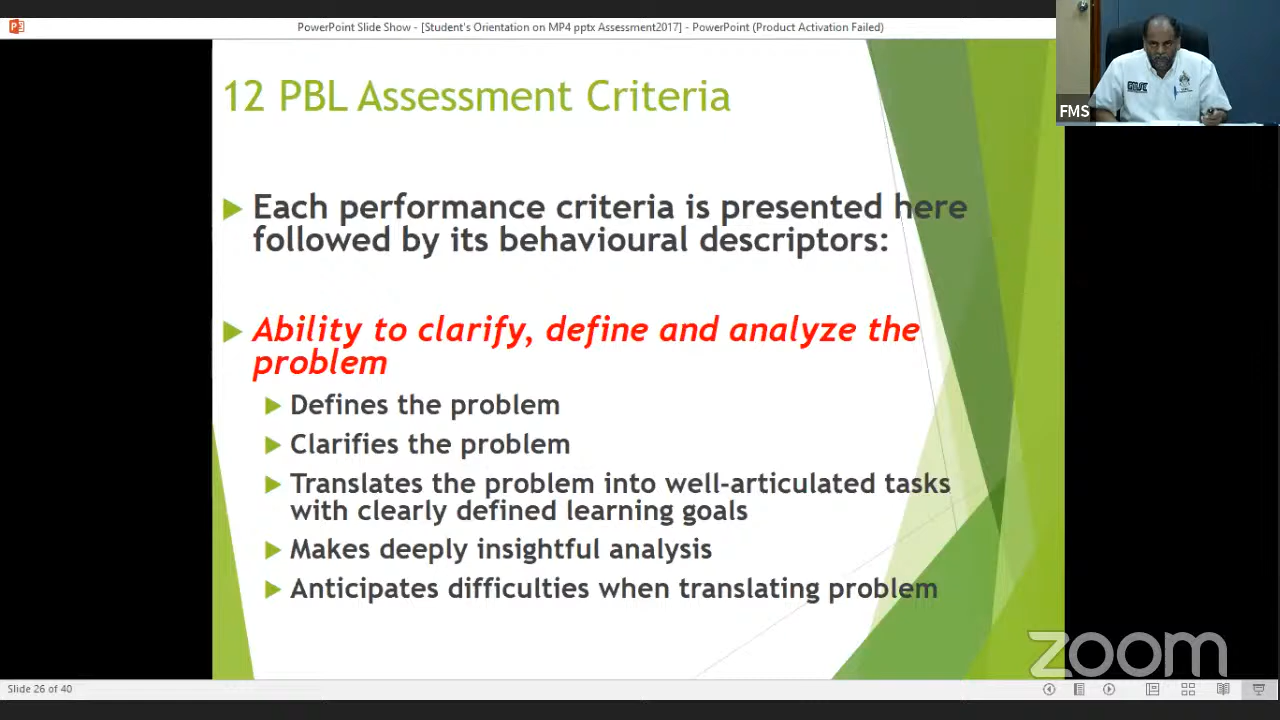 PowerPoint Slide Show - [Student's Orientation on MP4 pptx Assessment2017] - PowerPoint (Product Activation Failed)
12 PBL Assessment Criteria
FMS
Each performance criteria is presented here
followed by its behavioural descriptors:
Ability to clarify, define and analyze the
problem
Defines the problem
Clarifies the problem
Translates the problem into well-articulated tasks
with clearly defined learning goals
Makes deeply insightful analysis
Anticipates difficulties when translating problem
zoom
Slide 26 of 40